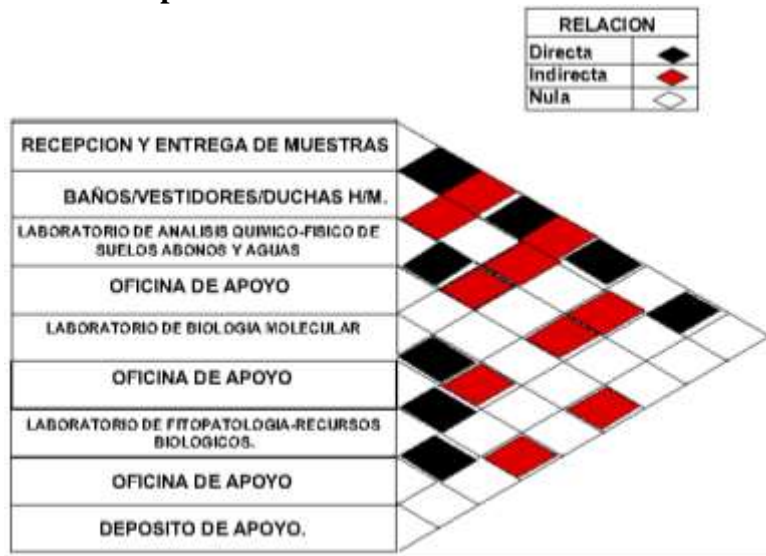 RELACION
Directa
Indirecta
Nula
RECEPCION Y ENTREGA DE MUESTRAS
BAÑOS/VESTIDORES/DUCHAS H/M.
LABORATORIO DE ANALISIS QUIMICO-FISICO DE
SUELOS ABONOS Y AGUAS
OFICINA DE APOYO
LABORATORIO DE BIOLOGIA MOLECULAR
OFICINA DE APOYO
LABORATORIO DE FITOPATOLOGIA-RECURSOS
BIOLOGICOS.
OFICINA DE APOYO
DEPOSITO DE APOYO.